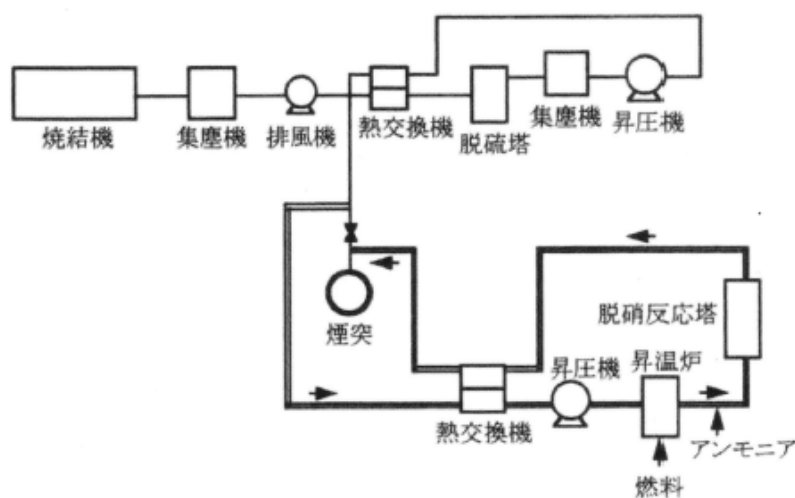 焼結機
集塵機
排風機
熱交換機
脱硫塔
集塵機
昇圧機
煙突
脱硝反応塔
昇圧機
昇温炉
熱交換機
アンモニア
燃料